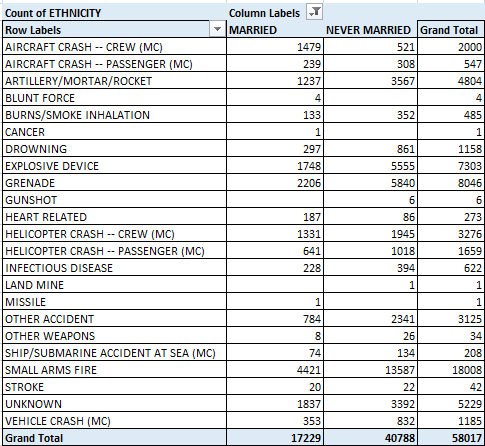 Count of ETHNICITY Column Labels
Row Labels MARRIED NEVER MARRIED Grand Total
AIRCRAFT CRASH -- CREW (MC) 1479 521 2000
AIRCRAFT CRASH -- PASSENGER (MC) 239 308 547
ARTILLERY/MORTAR/ROCKET 1237 3567 4804
BLUNT FORCE 4 4
BURNS/SMOKE INHALATION 133 352 485
CANCER 1 1
DROWNING 297 861 1158
EXPLOSIVE DEVICE 1748 5555 7303
GRENADE 2206 5840 8046
GUNSHOT 6 6
HEART RELATED 187 86 273
HELICOPTER CRASH -- CREW (MC) 1331 1945 3276
HELICOPTER CRASH -- PASSENGER (MC) 641 1018 1659
INFECTIOUS DISEASE 228 394 622
LAND MINE 1 1
MISSILE 1 1
OTHER ACCIDENT 784 2341 3125
OTHER WEAPONS 8 26 34
SHIP/SUBMARINE ACCIDENT AT SEA (MC) 74 134 208
SMALL ARMS FIRE 4421 13587 18008
STROKE 20 22 42
UNKNOWN 1837 3392 5229
VEHICLE CRASH (MC) 353 832 1185
Grand Total 17229 40788 58017